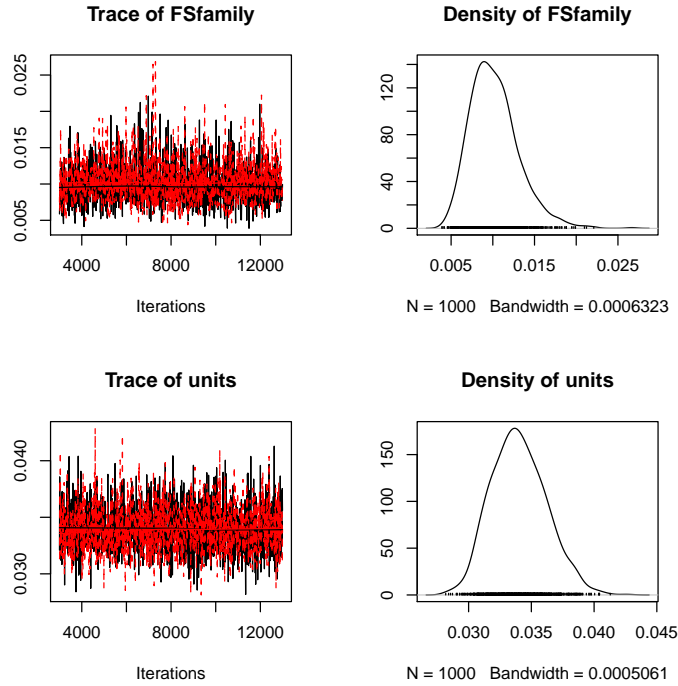 Trace of FSfamily
0.025
0.015
0.005
4000 8000 12000
Iterations
Density of FSfamily
120
80
40
0
0.005 0.015 0.025
N = 1000 Bandwidth = 0.0006323
Trace of units
0.040
0.030
4000 8000 12000
Iterations
Density of units
150
100
50
0
0.030 0.035 0.040 0.045
N = 1000 Bandwidth = 0.0005061